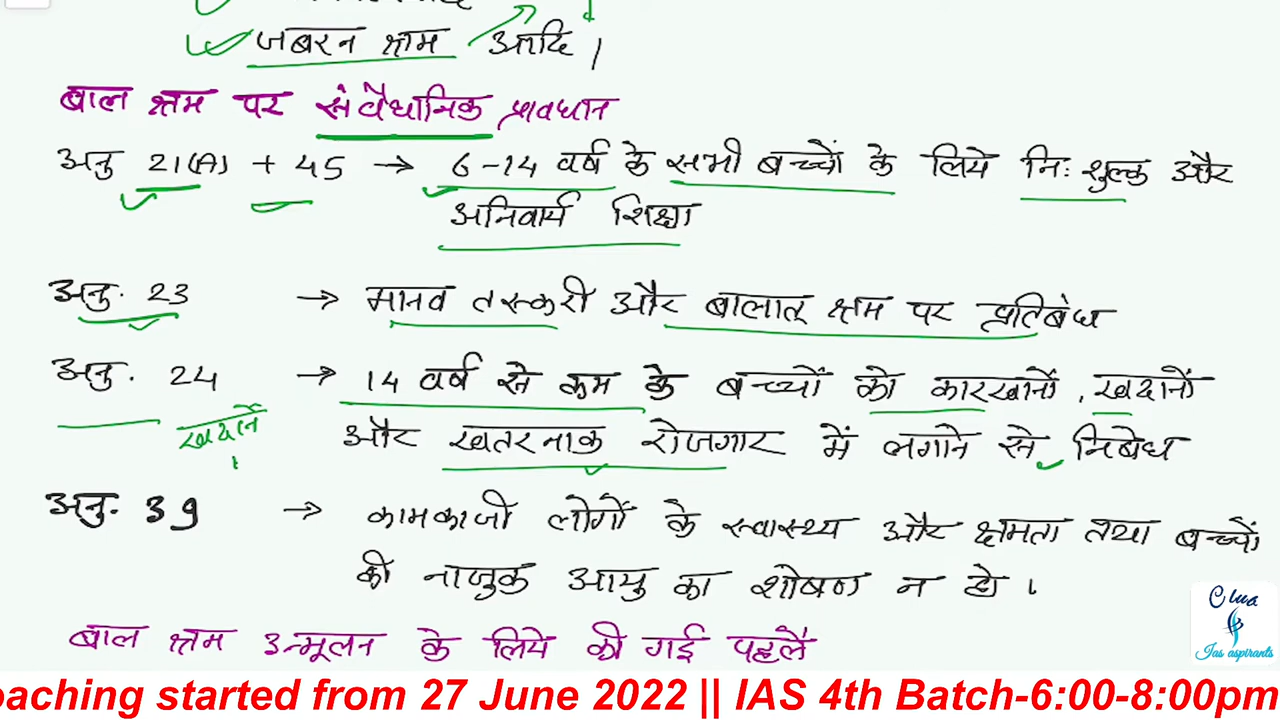 जबरन श्रम आदि ।
बाल श्रम पर संवैधानिक प्रावधान
अनु 21(A) + 45 → 6-14 वर्ष के सभी बच्चों के लिये निः शुल्क और
अनिवार्य शिक्षा
अनु. 23 → मानव तस्करी और बालात् श्रम पर प्रतिबंध
अनु. 24 → 14 वर्ष से कम के बच्चों को कारखानों, खदानों
खदाने
और खतरनाक रोजगार में लगाने से निषेध
अनु. 39 → कामकाजी लोगों के स्वास्थ्य और क्षमता तथा बच्चों
की नाजुक आयु का शोषण न हो ।
बाल श्रम उन्मूलन के लिये की गई पहलें
Clue
Ias aspirants
oaching started from 27 June 2022 || IAS 4th Batch-6:00-8:00pm